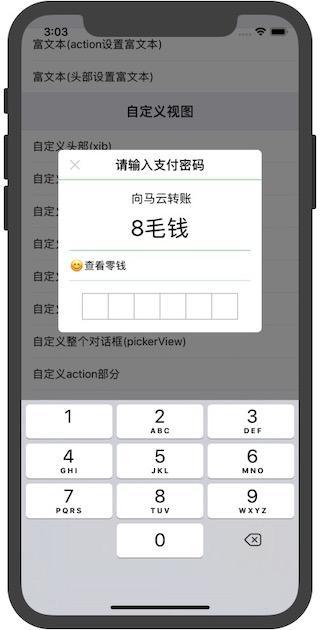 3:03
富文本(action设置富文本)
富文本(头部设置富文本)
自定义视图
自定义头部(xib)
自定
自定
自定
自定
自定
自定义整个对话框(pickerView)
自定义action部分
请输入支付密码
向马云转账
8毛钱
😊查看零钱
1 2 3
ABC DEF
4 5 6
GHI JKL MNO
7 8 9
PQRS TUV WXYZ
0